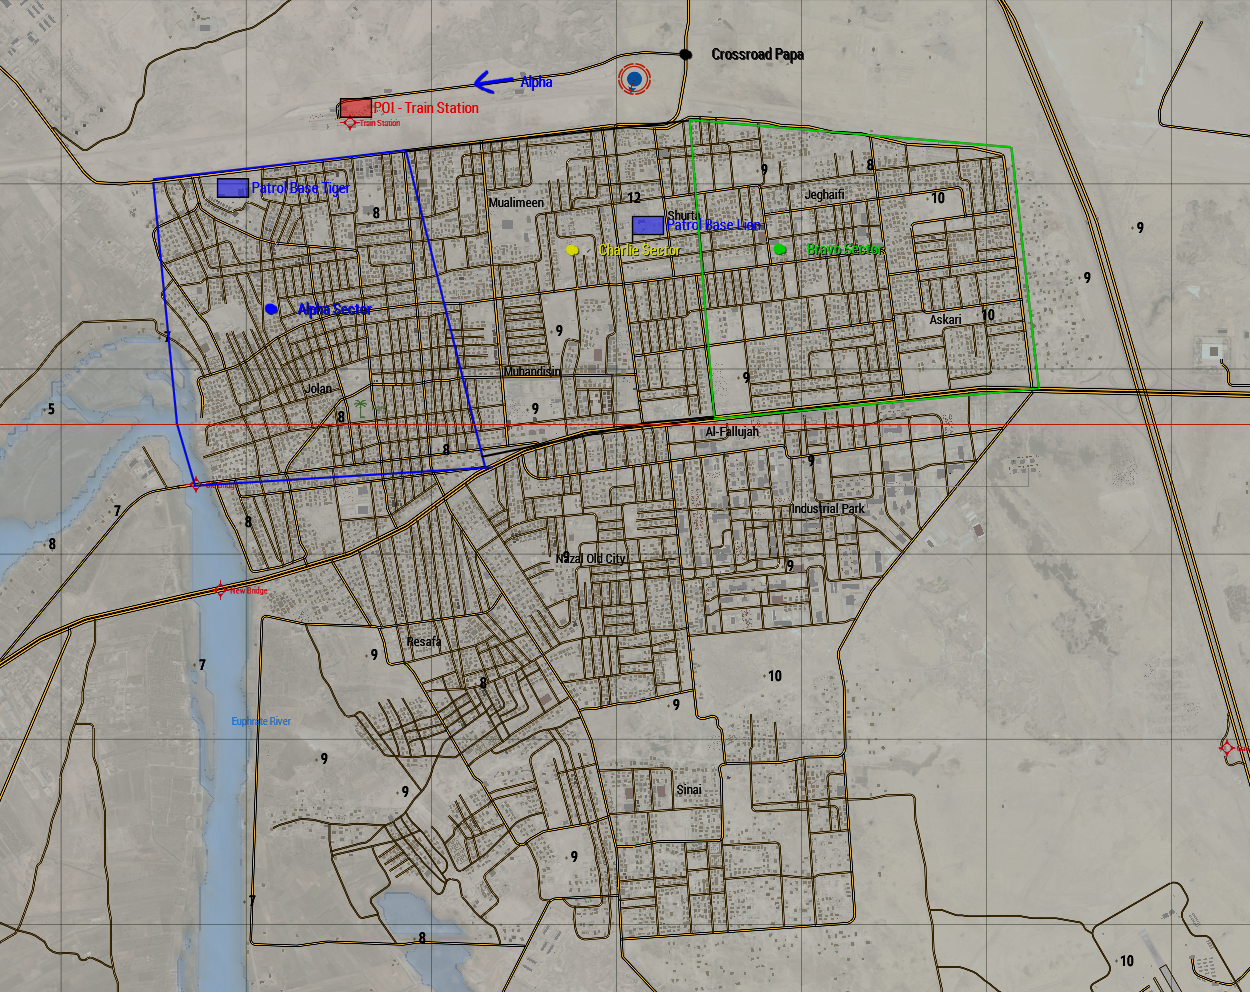 Crossroad Papa
Alpha
POI - Train Station
Train Station
9
8
Patrol Base Tiger
Jeghaifi
10
12
Mualimeen
8
Shurta
Patrol Base Lion
9
Charlie Sector
Bravo Sector
9
Alpha Sector
10
Askari
9
7
Muhandisin
9
Jolan
5
9
8
Al-Fallujah
8
9
7
Industrial Park
8
8
Nazal Old City
9
9
New Bridge
Resafa
9
7
10
8
9
Euphrate River
9
Sinai
9
9
7
8
10